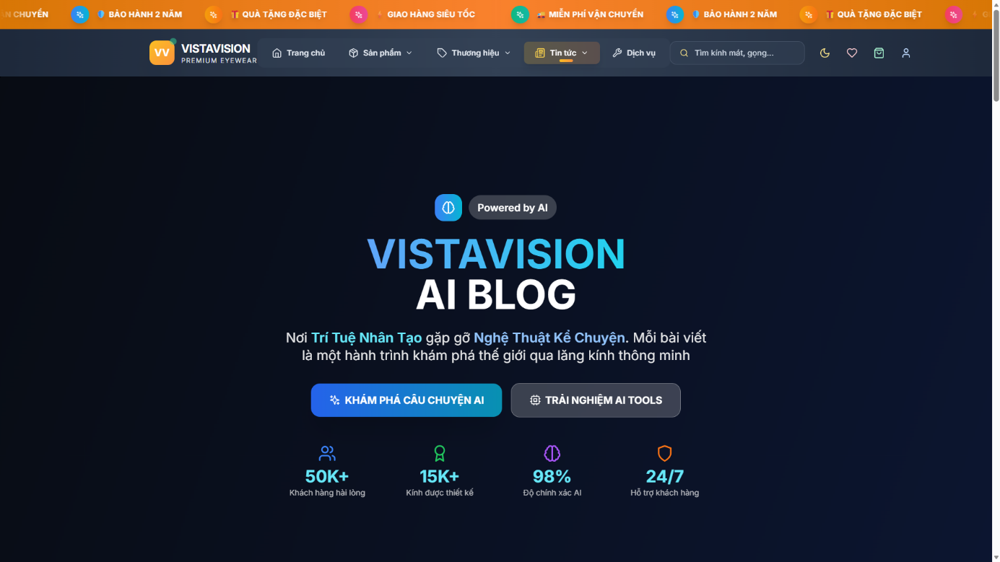 N CHUYỂN
BẢO HÀNH 2 NĂM
QUÀ TẶNG ĐẶC BIỆT
GIAO HÀNG SIÊU TỐC
MIỄN PHÍ VẬN CHUYỂN
BẢO HÀNH 2 NĂM
QUÀ TẶNG ĐẶC BIỆT
VV
VISTAVISION
PREMIUM EYEWEAR
Trang chủ
Sản phẩm
Thương hiệu
Tin tức
Dịch vụ
Tìm kính mát, gọng...
Powered by AI
VISTAVISION
AI BLOG
Nơi Trí Tuệ Nhân Tạo gặp gỡ Nghệ Thuật Kể Chuyện. Mỗi bài viết
là một hành trình khám phá thế giới qua lăng kính thông minh
KHÁM PHÁ CÂU CHUYỆN AI
TRẢI NGHIỆM AI TOOLS
50K+
Khách hàng hài lòng
15K+
Kính được thiết kế
98%
Độ chính xác AI
24/7
Hỗ trợ khách hàng